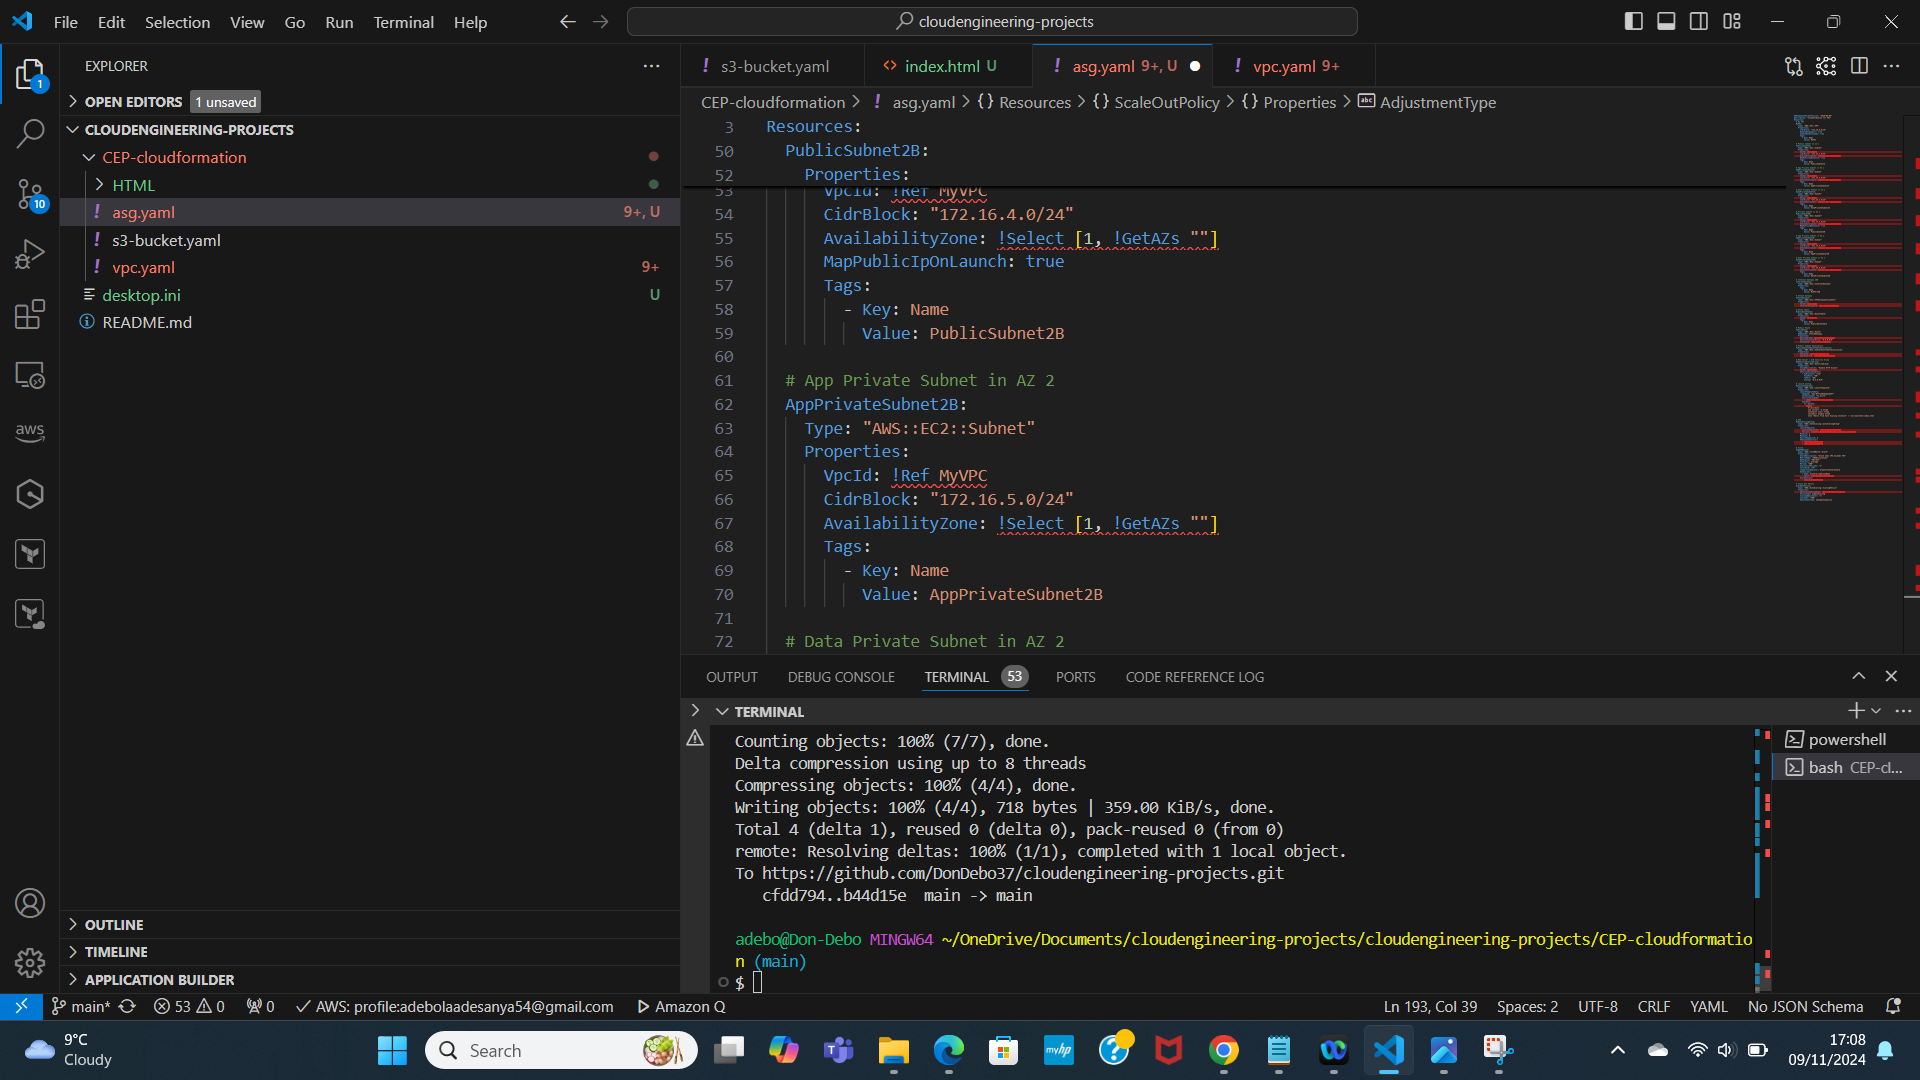 File Edit Selection View Go Run Terminal Help
cloudengineering-projects
EXPLORER
OPEN EDITORS 1 unsaved
CLOUDENGINEERING-PROJECTS
CEP-cloudformation
HTML
asg.yaml 9+, U
s3-bucket.yaml
vpc.yaml 9+
desktop.ini U
README.md
OUTLINE
TIMELINE
APPLICATION BUILDER
1
10
aws
s3-bucket.yaml
index.html U
asg.yaml 9+, U
vpc.yaml 9+
CEP-cloudformation > ! asg.yaml > {} Resources > {} ScaleOutPolicy > {} Properties > abc AdjustmentType
3 Resources:
50 PublicSubnet2B:
52 Properties:
53 VpcId: !Ref MyVPC
54 CidrBlock: "172.16.4.0/24"
55 AvailabilityZone: !Select [1, !GetAZs ""]
56 MapPublicIpOnLaunch: true
57 Tags:
58 - Key: Name
59 Value: PublicSubnet2B
60
61 # App Private Subnet in AZ 2
62 AppPrivateSubnet2B:
63 Type: "AWS::EC2::Subnet"
64 Properties:
65 VpcId: !Ref MyVPC
66 CidrBlock: "172.16.5.0/24"
67 AvailabilityZone: !Select [1, !GetAZs ""]
68 Tags:
69 - Key: Name
70 Value: AppPrivateSubnet2B
71
72 # Data Private Subnet in AZ 2
OUTPUT DEBUG CONSOLE TERMINAL 53 PORTS CODE REFERENCE LOG
TERMINAL
Counting objects: 100% (7/7), done.
Delta compression using up to 8 threads
Compressing objects: 100% (4/4), done.
Writing objects: 100% (4/4), 718 bytes | 359.00 KiB/s, done.
Total 4 (delta 1), reused 0 (delta 0), pack-reused 0 (from 0)
remote: Resolving deltas: 100% (1/1), completed with 1 local object.
To https://github.com/DonDebo37/cloudengineering-projects.git
cfdd794..b44d15e main -> main
adebo@Don-Debo MINGW64 ~/OneDrive/Documents/cloudengineering-projects/cloudengineering-projects/CEP-cloudformatio
n (main)
$
powershell
bash CEP-cl...
main* 53 0 0 AWS: profile:adebolaadesanya54@gmail.com Amazon Q
Ln 193, Col 39 Spaces: 2 UTF-8 CRLF YAML No JSON Schema
9°C
Cloudy
Search
myhp
17:08
09/11/2024